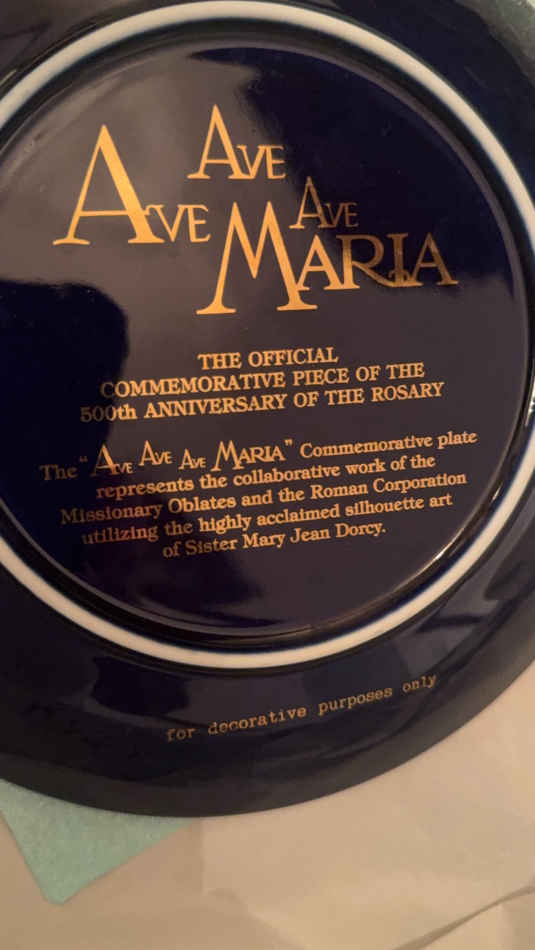 AVE
AVE AVE
MARIA
THE OFFICIAL
COMMEMORATIVE PIECE OF THE
500th ANNIVERSARY OF THE ROSARY
The "AVE AVE AVE MARIA" Commemorative plate
represents the collaborative work of the
Missionary Oblates and the Roman Corporation
utilizing the highly acclaimed silhouette art
of Sister Mary Jean Dorcy.
for decorative purposes only